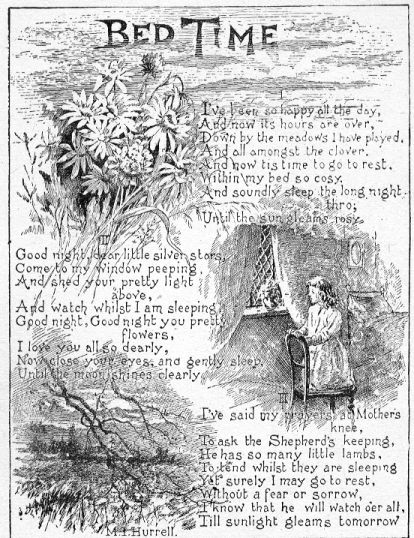 BED TIME
I've been so happy all the day,
And now its hours are over,
Down by the meadows I have played,
And all amongst the clover.
And now tis time to go to rest,
Within my bed so cosy,
And soundly sleep the long night
thro;
Until the sun gleams rosy.
II
Good night, dear little silver stars,
Come to my window peeping,
And shed your pretty light
above,
And watch whilst I am sleeping,
Good night, Good night you pretty
flowers,
I love you all so dearly,
Now close your eyes, and gently sleep,
Until the moon shines clearly
III
I've said my prayers, at Mother's
knee,
To ask the Shepherd's keeping,
He has so many little lambs,
To tend whilst they are sleeping
Yet surely I may go to rest,
Without a fear or sorrow,
I know that he will watch o'er all,
Till sunlight gleams tomorrow
M.I.Hurrell.